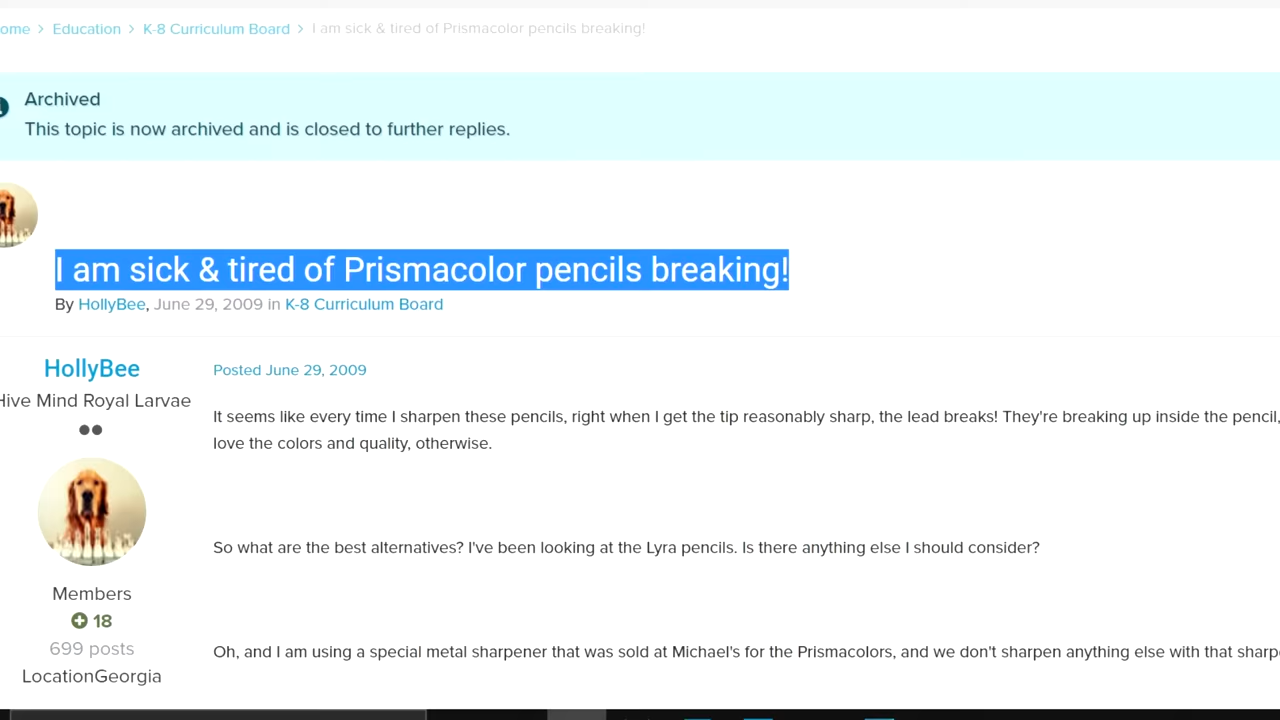 ome > Education > K-8 Curriculum Board > I am sick & tired of Prismacolor pencils breaking!
Archived
This topic is now archived and is closed to further replies.
I am sick & tired of Prismacolor pencils breaking!
By HollyBee, June 29, 2009 in K-8 Curriculum Board
HollyBee
Hive Mind Royal Larvae
Members
18
699 posts
LocationGeorgia
Posted June 29, 2009
It seems like every time I sharpen these pencils, right when I get the tip reasonably sharp, the lead breaks! They're breaking up inside the pencil,
love the colors and quality, otherwise.
So what are the best alternatives? I've been looking at the Lyra pencils. Is there anything else I should consider?
Oh, and I am using a special metal sharpener that was sold at Michael's for the Prismacolors, and we don't sharpen anything else with that sharp